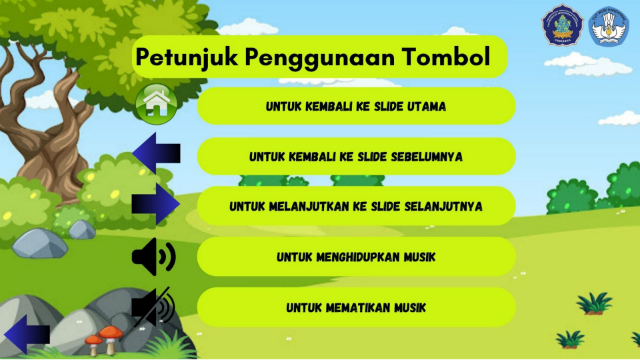 Petunjuk Penggunaan Tombol
UNTUK KEMBALI KE SLIDE UTAMA
UNTUK KEMBALI KE SLIDE SEBELUMNYA
UNTUK MELANJUTKAN KE SLIDE SELANJUTNYA
UNTUK MENGHIDUPKAN MUSIK
UNTUK MEMATIKAN MUSIK